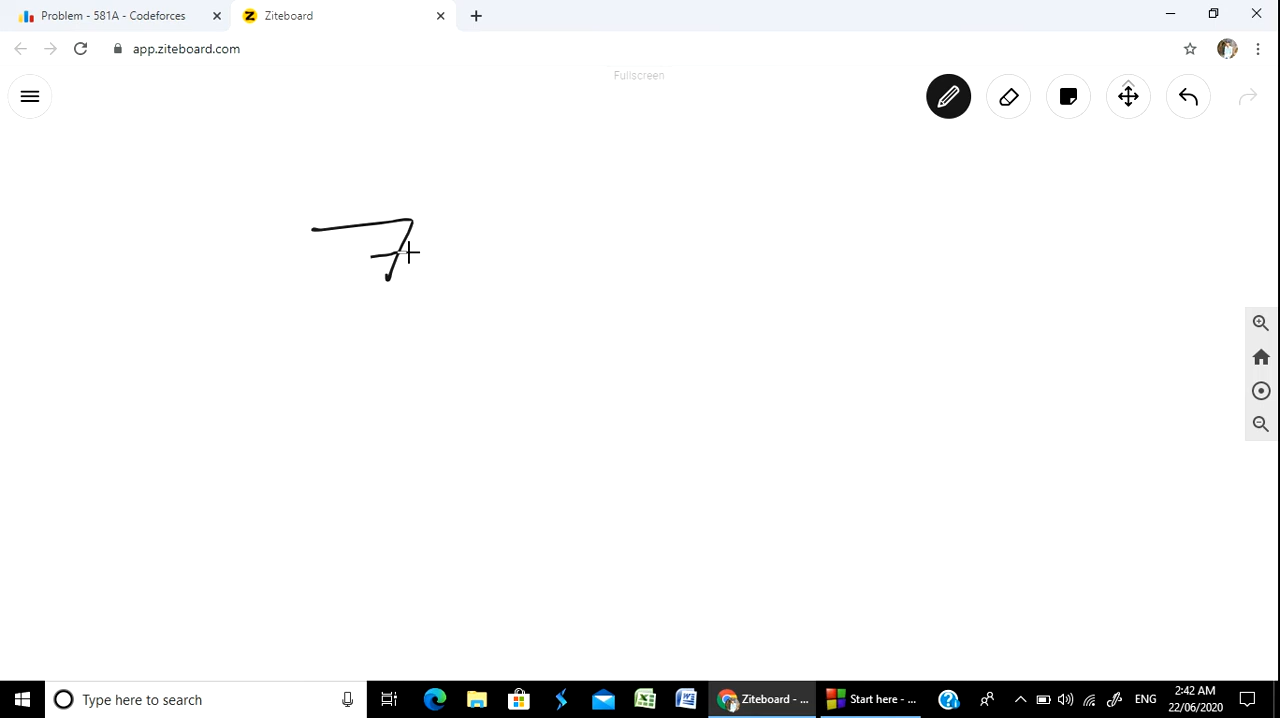 Problem - 581A - Codeforces
Ziteboard
app.ziteboard.com
Fullscreen
7
Type here to search
Ziteboard - ...
Start here - ...
ENG
2:42 AM
22/06/2020